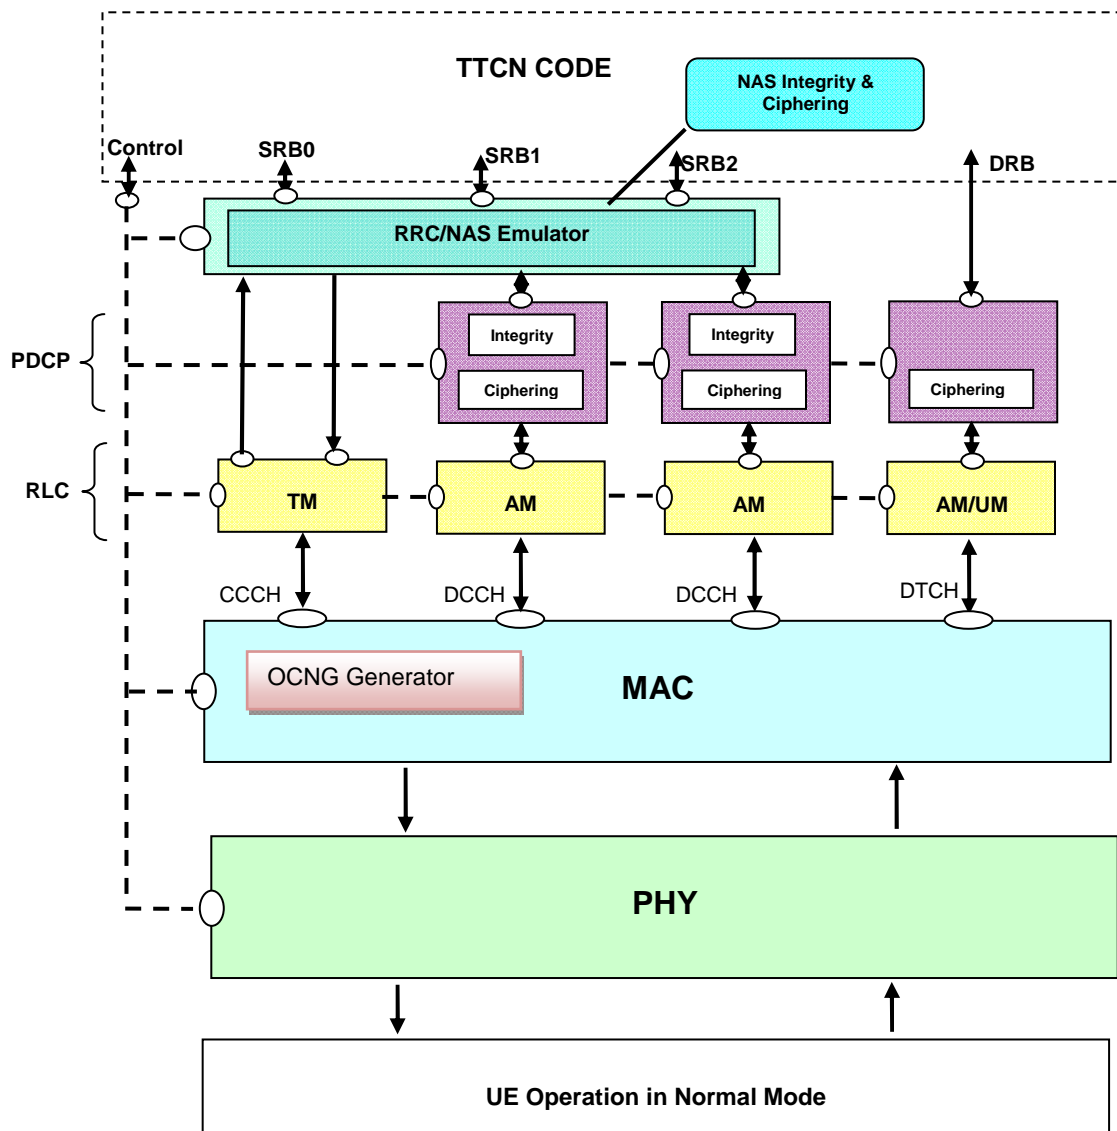 TTCN CODE
NAS Integrity &
Ciphering
Control
SRB0
SRB1
SRB2
DRB
RRC/NAS Emulator
PDCP
Integrity
Ciphering
Integrity
Ciphering
Ciphering
RLC
TM
AM
AM
AM/UM
CCCH
DCCH
DCCH
DTCH
OCNG Generator
MAC
PHY
UE Operation in Normal Mode